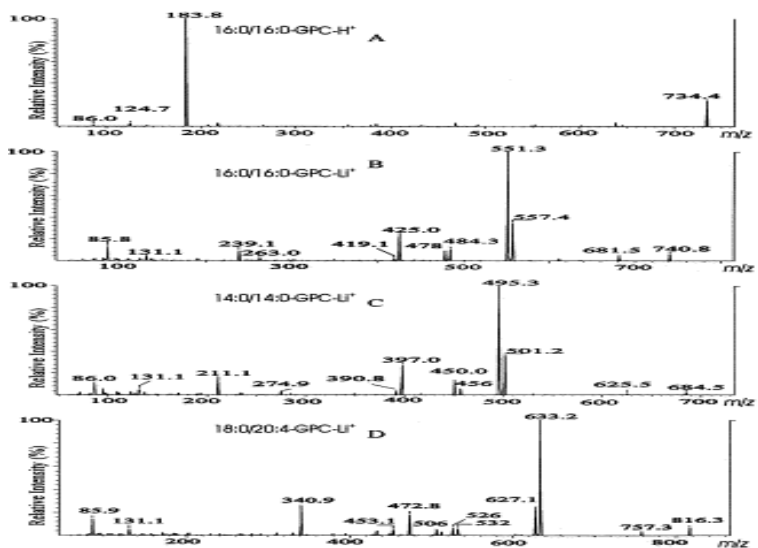 100
183.8
16:0/16:0-GPC-H⁺
A
Relative Intensity (%)
86.0
124.7
734.4
100 200 300 400 500 600 700 m/z
100
551.3
16:0/16:0-GPC-Li⁺
B
Relative Intensity (%)
85.8
131.1
239.1
263.0
419.1
425.0
478
484.3
557.4
681.5
740.8
100 300 500 700 m/z
100
495.3
14:0/14:0-GPC-Li⁺
C
Relative Intensity (%)
86.0
131.1
211.1
274.9
390.8
397.0
450.0
456
501.2
625.5
684.5
100 200 300 400 500 600 m/z
100
633.2
18:0/20:4-GPC-Li⁺
D
Relative Intensity (%)
85.9
131.1
340.9
453.1
472.8
506
526
532
627.1
757.3
816.3
200 400 600 800 m/z